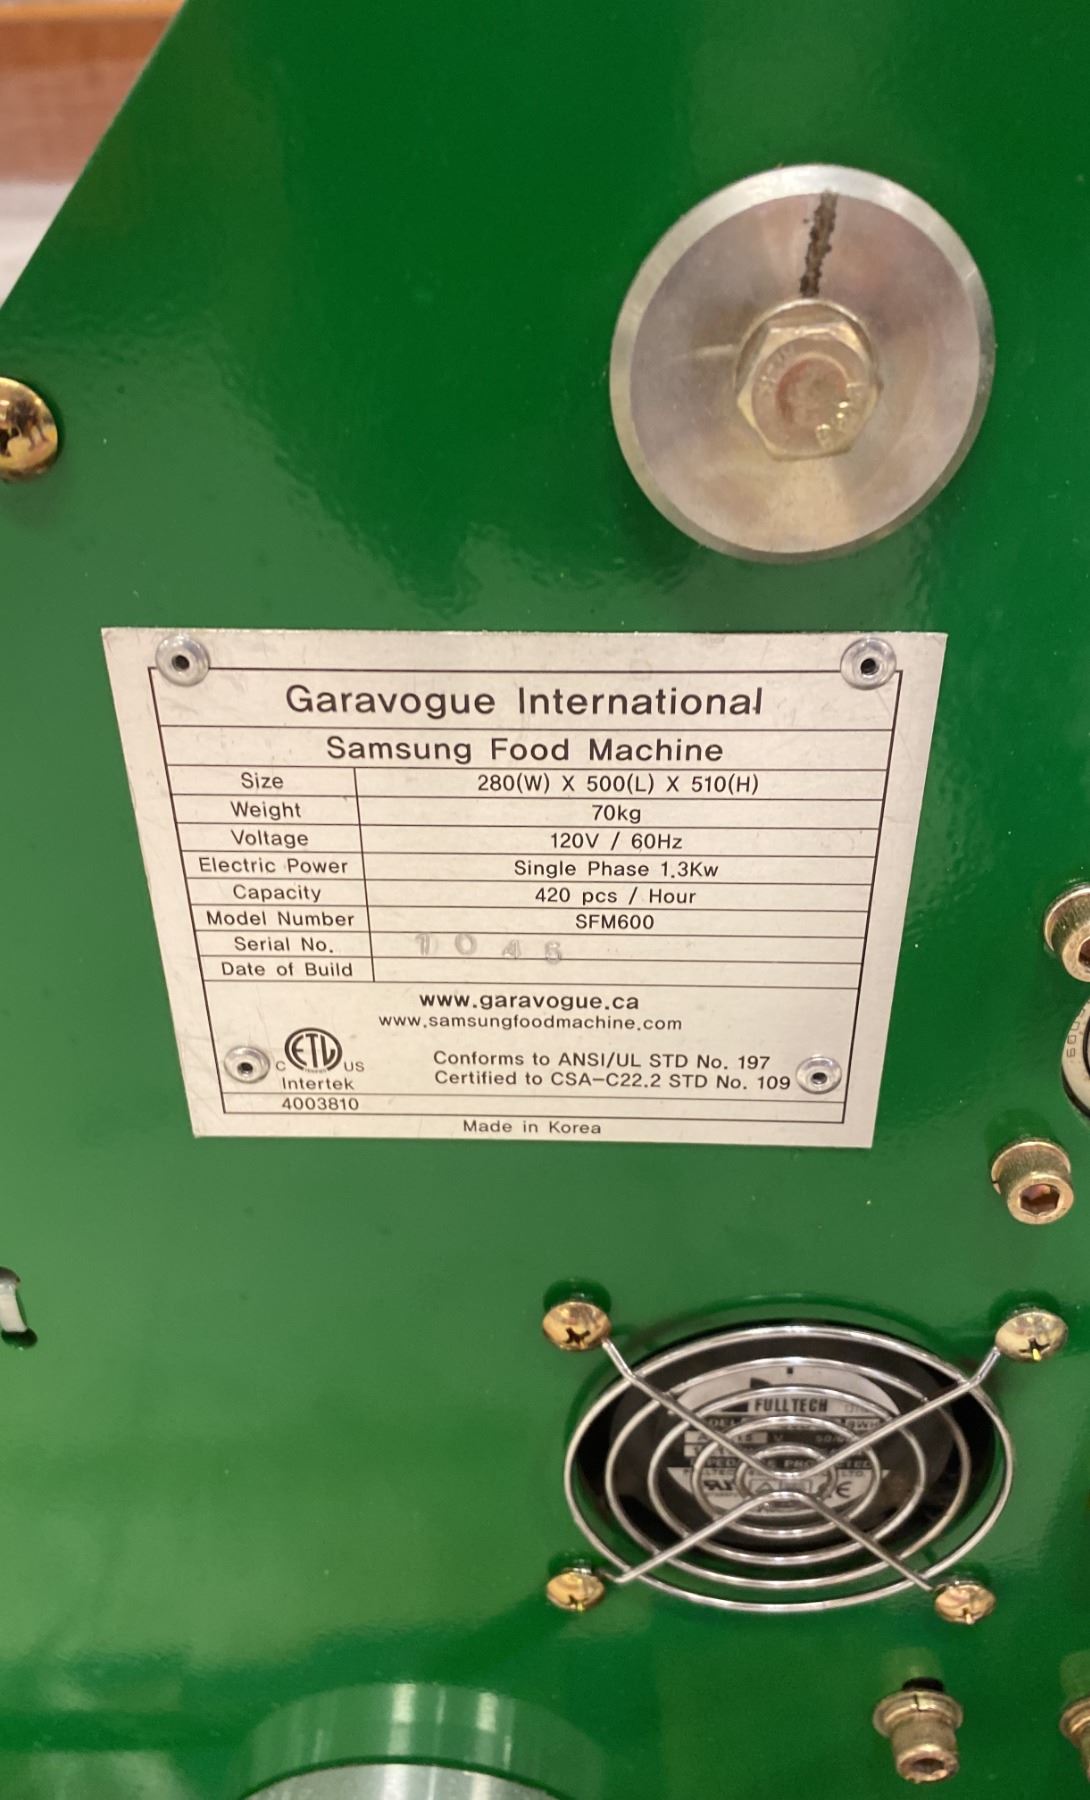 Garavogue International
Samsung Food Machine
Size 280(W) X 500(L) X 510(H)
Weight 70kg
Voltage 120V / 60Hz
Electric Power Single Phase 1.3Kw
Capacity 420 pcs / Hour
Model Number SFM600
Serial No. 1046
Date of Build
www.garavogue.ca
www.samsungfoodmachine.com
C ETL US
Intertek
4003810
Conforms to ANSI/UL STD No. 197
Certified to CSA-C22.2 STD No. 109
Made in Korea
FULLTECH